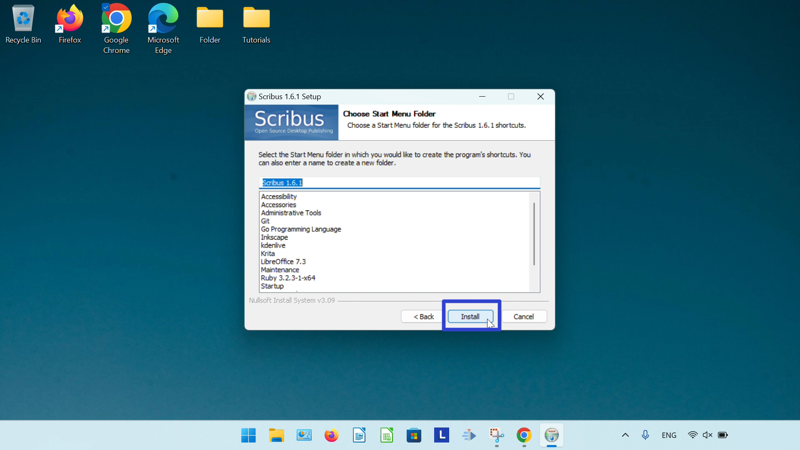 Recycle Bin
Firefox
Google
Chrome
Microsoft
Edge
Folder
Tutorials
Scribus 1.6.1 Setup
Scribus
Open Source Desktop Publishing
Choose Start Menu Folder
Choose a Start Menu folder for the Scribus 1.6.1 shortcuts.
Select the Start Menu folder in which you would like to create the program's shortcuts. You
can also enter a name to create a new folder.
Scribus 1.6.1
Accessibility
Accessories
Administrative Tools
Git
Go Programming Language
Inkscape
kdenlive
Krita
LibreOffice 7.3
Maintenance
Ruby 3.2.3-1-x64
Startup
Nullsoft Install System v3.09
< Back
Install
Cancel
L
ENG